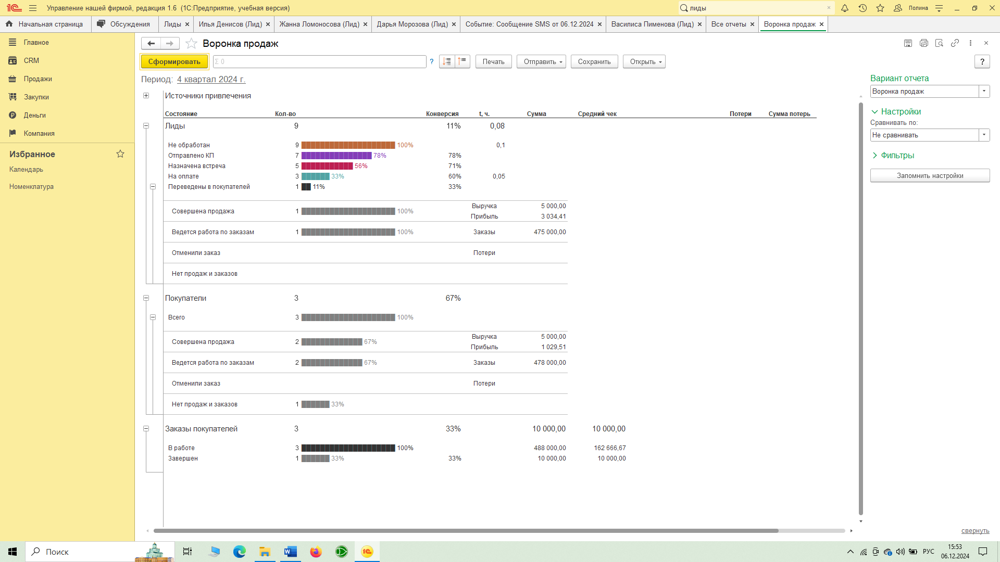 Управление нашей фирмой, редакция 1.6 (1С:Предприятие, учебная версия)
лиды
Полина
Начальная страница
Обсуждения
Лиды
Илья Денисов (Лид)
Жанна Ломоносова (Лид)
Дарья Морозова (Лид)
Событие: Сообщение SMS от 06.12.2024
Василиса Пименова (Лид)
Все отчеты
Воронка продаж
Главное
CRM
Продажи
Закупки
Деньги
Компания
Избранное
Календарь
Номенклатура
Воронка продаж
Сформировать
Σ 0
?
Печать
Отправить
Сохранить
Открыть
?
Период: 4 квартал 2024 г.
Источники привлечения
Состояние Кол-во Конверсия t, ч. Сумма Средний чек Потери Сумма потерь
Лиды 9 11% 0,08
Не обработан 9 100% 0,1
Отправлено КП 7 78% 78%
Назначена встреча 5 56% 71%
На оплате 3 33% 60% 0,05
Переведены в покупателей 1 11% 33%
Совершена продажа 1 100% Выручка 5 000,00
Прибыль 3 034,41
Ведется работа по заказам 1 100% Заказы 475 000,00
Отменили заказ Потери
Нет продаж и заказов
Покупатели 3 67%
Всего 3 100%
Совершена продажа 2 67% Выручка 5 000,00
Прибыль 1 029,51
Ведется работа по заказам 2 67% Заказы 478 000,00
Отменили заказ Потери
Нет продаж и заказов 1 33%
Заказы покупателей 3 33% 10 000,00 10 000,00
В работе 3 100% 488 000,00 162 666,67
Завершен 1 33% 33% 10 000,00 10 000,00
Вариант отчета
Воронка продаж
Настройки
Сравнивать по:
Не сравнивать
Фильтры
Запомнить настройки
свернуть
Поиск
РУС
15:53
06.12.2024